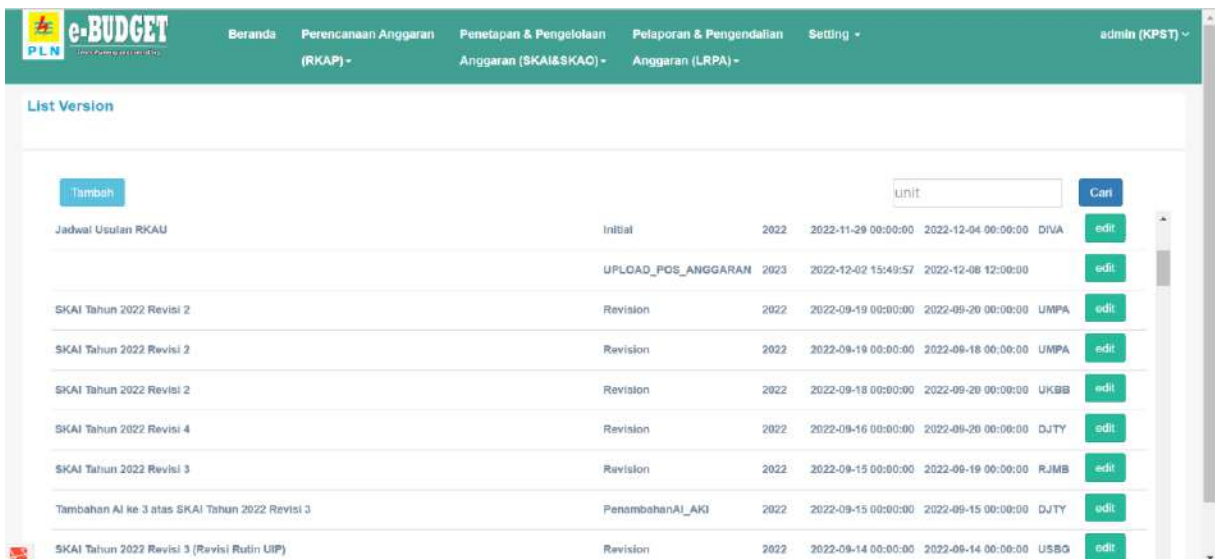 PLN
e-BUDGET
Beranda
Perencanaan Anggaran
(RKAP)
Penetapan & Pengelolaan
Anggaran (SKAI&SKAO)
Pelaporan & Pengendalian
Anggaran (LRPA)
Setting
admin (KPST)
List Version
Tambah
unit
Cari
Jadwal Usulan RKAU Initial 2022 2022-11-29 00:00:00 2022-12-04 00:00:00 DIVA edit
UPLOAD_POS_ANGGARAN 2023 2022-12-02 15:49:57 2022-12-08 12:00:00 edit
SKAI Tahun 2022 Revisi 2 Revision 2022 2022-09-19 00:00:00 2022-09-20 00:00:00 UMPA edit
SKAI Tahun 2022 Revisi 2 Revision 2022 2022-09-19 00:00:00 2022-09-18 00:00:00 UMPA edit
SKAI Tahun 2022 Revisi 2 Revision 2022 2022-09-18 00:00:00 2022-09-20 00:00:00 UKBB edit
SKAI Tahun 2022 Revisi 4 Revision 2022 2022-09-16 00:00:00 2022-09-20 00:00:00 DJTY edit
SKAI Tahun 2022 Revisi 3 Revision 2022 2022-09-15 00:00:00 2022-09-19 00:00:00 RJMB edit
Tambahan AI ke 3 atas SKAI Tahun 2022 Revisi 3 PenambahanAI_AKI 2022 2022-09-15 00:00:00 2022-09-15 00:00:00 DJTY edit
SKAI Tahun 2022 Revisi 3 (Revisi Rutin UIP) Revision 2022 2022-09-14 00:00:00 2022-09-14 00:00:00 USBG edit